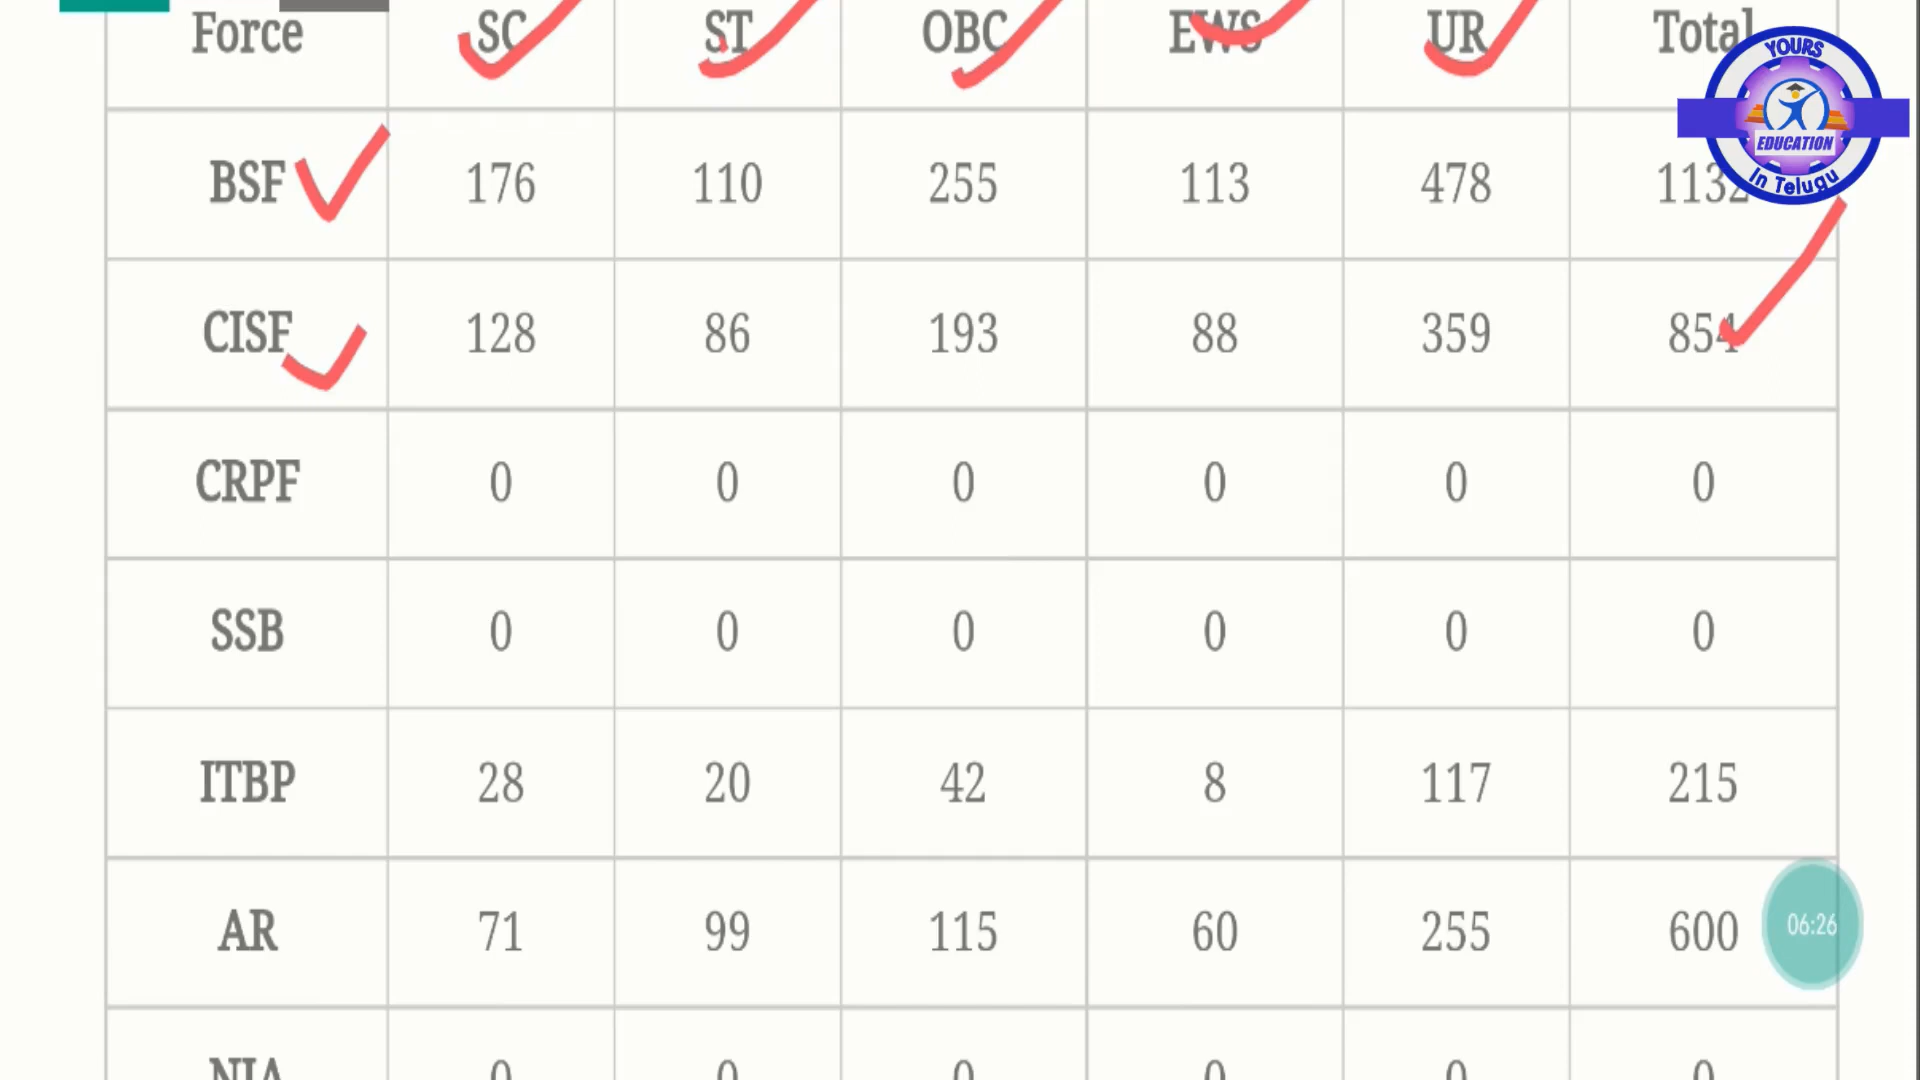 Force SC ST OBC EWS UR Total
YOURS
EDUCATION
In Telugu
BSF 176 110 255 113 478 1132
CISF 128 86 193 88 359 854
CRPF 0 0 0 0 0 0
SSB 0 0 0 0 0 0
ITBP 28 20 42 8 117 215
AR 71 99 115 60 255 600
06:26
NIA 0 0 0 0 0 0